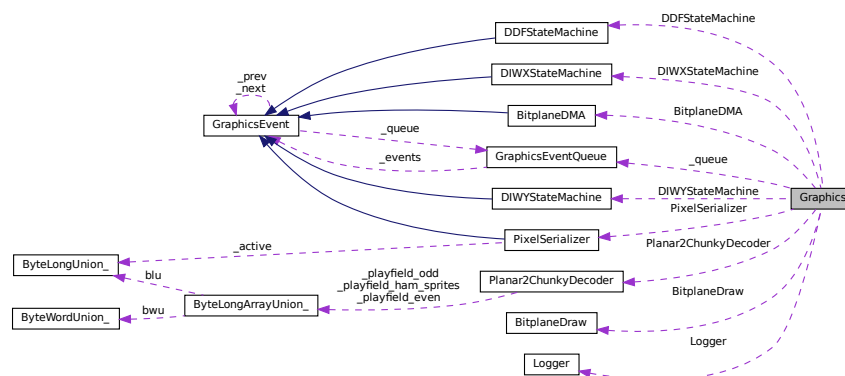 DDFStateMachine
DDFStateMachine
_prev
_next
DIWXStateMachine
DIWXStateMachine
BitplaneDMA
BitplaneDMA
GraphicsEvent
_queue
_events
GraphicsEventQueue
_queue
DIWYStateMachine
DIWYStateMachine
Graphics
PixelSerializer
PixelSerializer
_active
Planar2ChunkyDecoder
ByteLongUnion_
blu
_playfield_odd
_playfield_ham_sprites
_playfield_even
Planar2ChunkyDecoder
BitplaneDraw
ByteLongArrayUnion_
bwu
ByteWordUnion_
BitplaneDraw
Logger
Logger